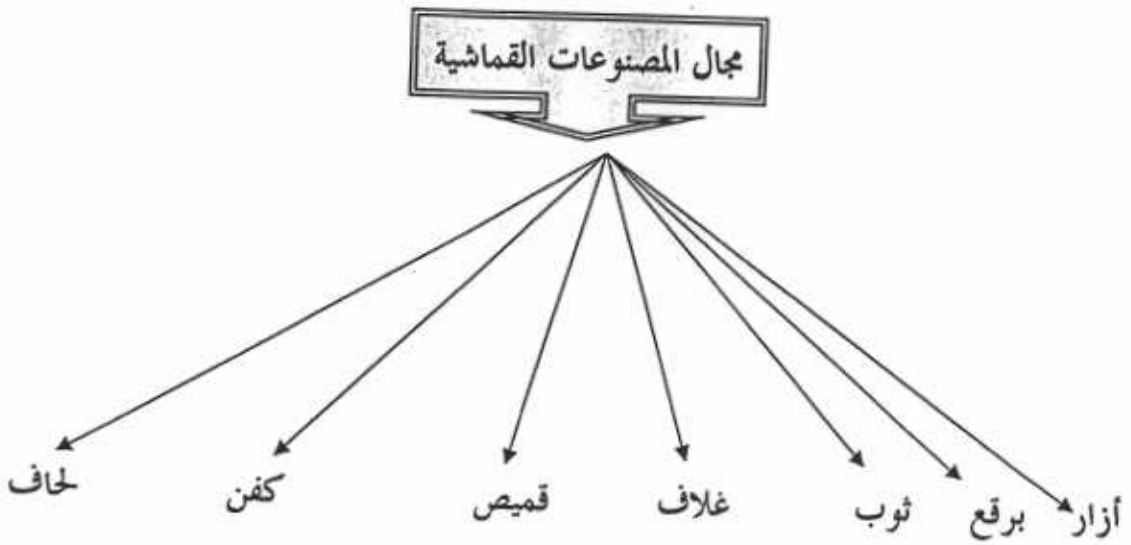 مجال المصنوعات القماشية
أزار برقع ثوب غلاف قميص كفن لحاف